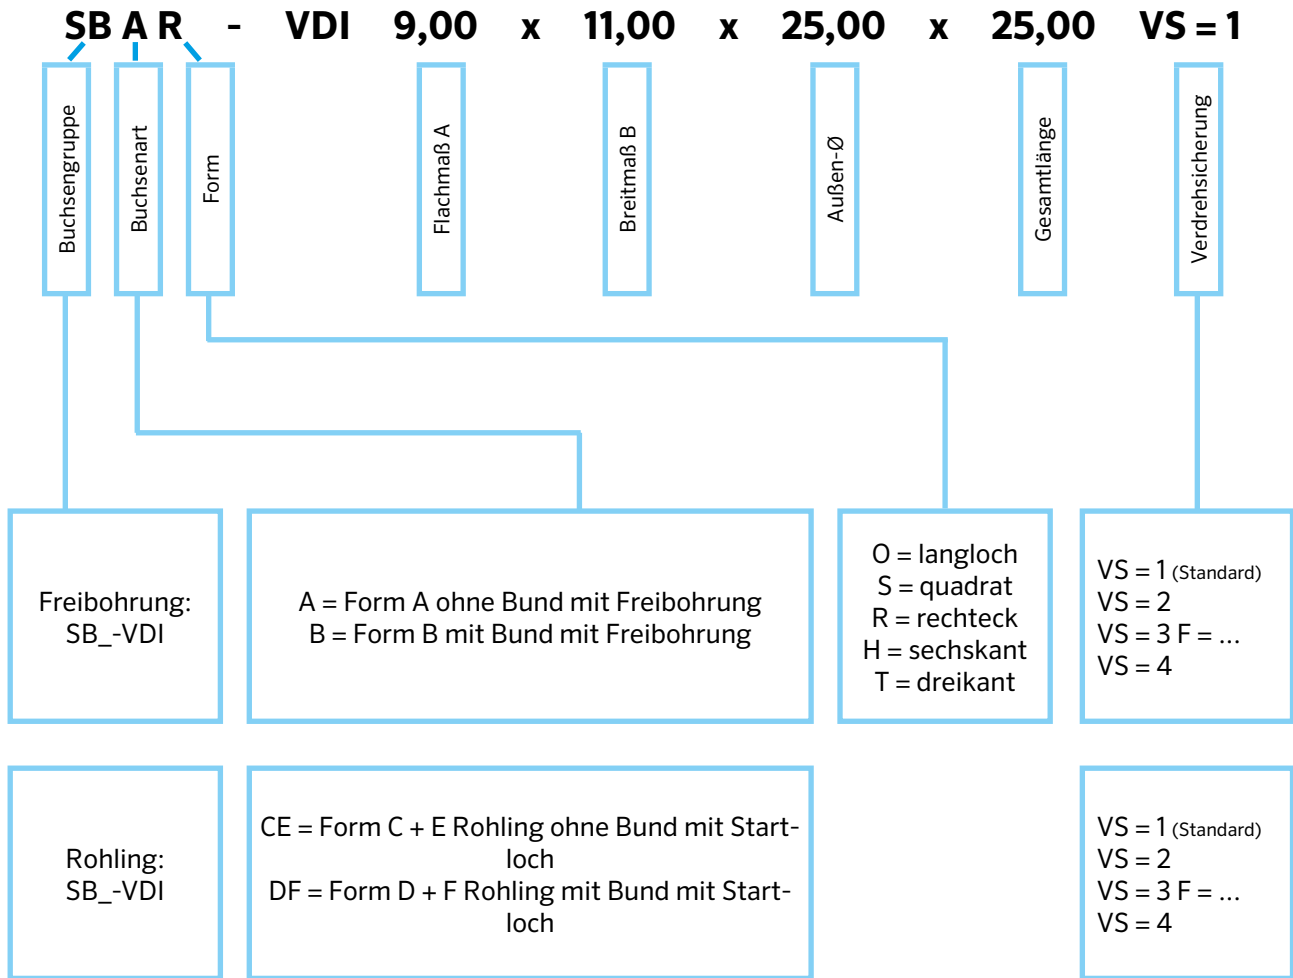 SB A R - VDI 9,00 x 11,00 x 25,00 x 25,00 VS = 1
Buchsengruppe
Buchsenart
Form
Flachmaß A
Breitmaß B
Außen-Ø
Gesamtlänge
Verdrehsicherung
Freibohrung:
SB_-VDI
A = Form A ohne Bund mit Freibohrung
B = Form B mit Bund mit Freibohrung
O = langloch
S = quadrat
R = rechteck
H = sechskant
T = dreikant
VS = 1 (Standard)
VS = 2
VS = 3 F = ...
VS = 4
Rohling:
SB_-VDI
CE = Form C + E Rohling ohne Bund mit Start-
loch
DF = Form D + F Rohling mit Bund mit Start-
loch
VS = 1 (Standard)
VS = 2
VS = 3 F = ...
VS = 4